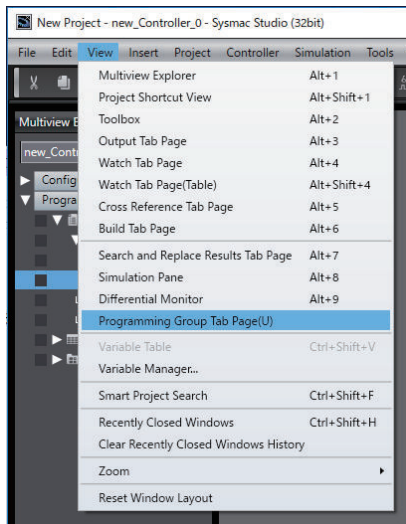 New Project - new_Controller_0 - Sysmac Studio (32bit)
File Edit View Insert Project Controller Simulation Tools
Multiview Explorer Alt+1
Project Shortcut View Alt+Shift+1
Toolbox Alt+2
Output Tab Page Alt+3
Watch Tab Page Alt+4
Watch Tab Page(Table) Alt+Shift+4
Cross Reference Tab Page Alt+5
Build Tab Page Alt+6
Search and Replace Results Tab Page Alt+7
Simulation Pane Alt+8
Differential Monitor Alt+9
Programming Group Tab Page(U)
Variable Table Ctrl+Shift+V
Variable Manager...
Smart Project Search Ctrl+Shift+F
Recently Closed Windows Ctrl+Shift+H
Clear Recently Closed Windows History
Zoom
Reset Window Layout
Multiview E
new_Cont
Config
Progra